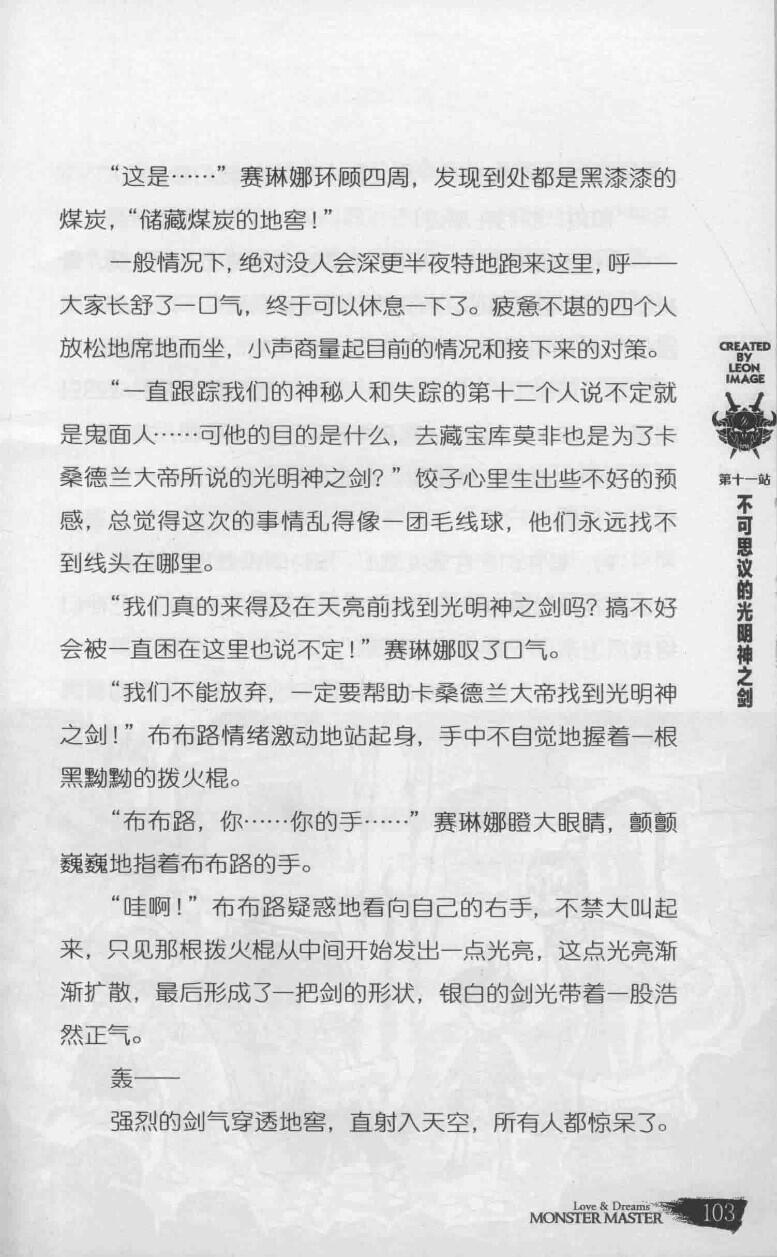 “这是……”赛琳娜环顾四周，发现到处都是黑漆漆的
煤炭，“储藏煤炭的地窖！”
一般情况下，绝对没人会深更半夜特地跑来这里，呼——
大家长舒了一口气，终于可以休息一下了。疲惫不堪的四个人
放松地席地而坐，小声商量起目前的情况和接下来的对策。
“一直跟踪我们的神秘人和失踪的第十二个人说不定就
是鬼面人……可他的目的是什么，去藏宝库莫非也是为了卡
桑德兰大帝所说的光明神之剑？”饺子心里生出些不好的预
感，总觉得这次的事情乱得像一团毛线球，他们永远找不
到线头在哪里。
“我们真的来得及在天亮前找到光明神之剑吗？搞不好
会被一直困在这里也说不定！”赛琳娜叹了口气。
“我们不能放弃，一定要帮助卡桑德兰大帝找到光明神
之剑！”布布路情绪激动地站起身，手中不自觉地握着一根
黑黝黝的拨火棍。
“布布路，你……你的手……”赛琳娜瞪大眼睛，颤颤
巍巍地指着布布路的手。
“哇啊！”布布路疑惑地看向自己的右手，不禁大叫起
来，只见那根拨火棍从中间开始发出一点光亮，这点光亮渐
渐扩散，最后形成了一把剑的形状，银白的剑光带着一股浩
然正气。
轰——
强烈的剑气穿透地窖，直射入天空，所有人都惊呆了。
CREATED
BY
LEON
IMAGE
第十一站
不可思议的光明神之剑
Love & Dreams
MONSTER MASTER
103